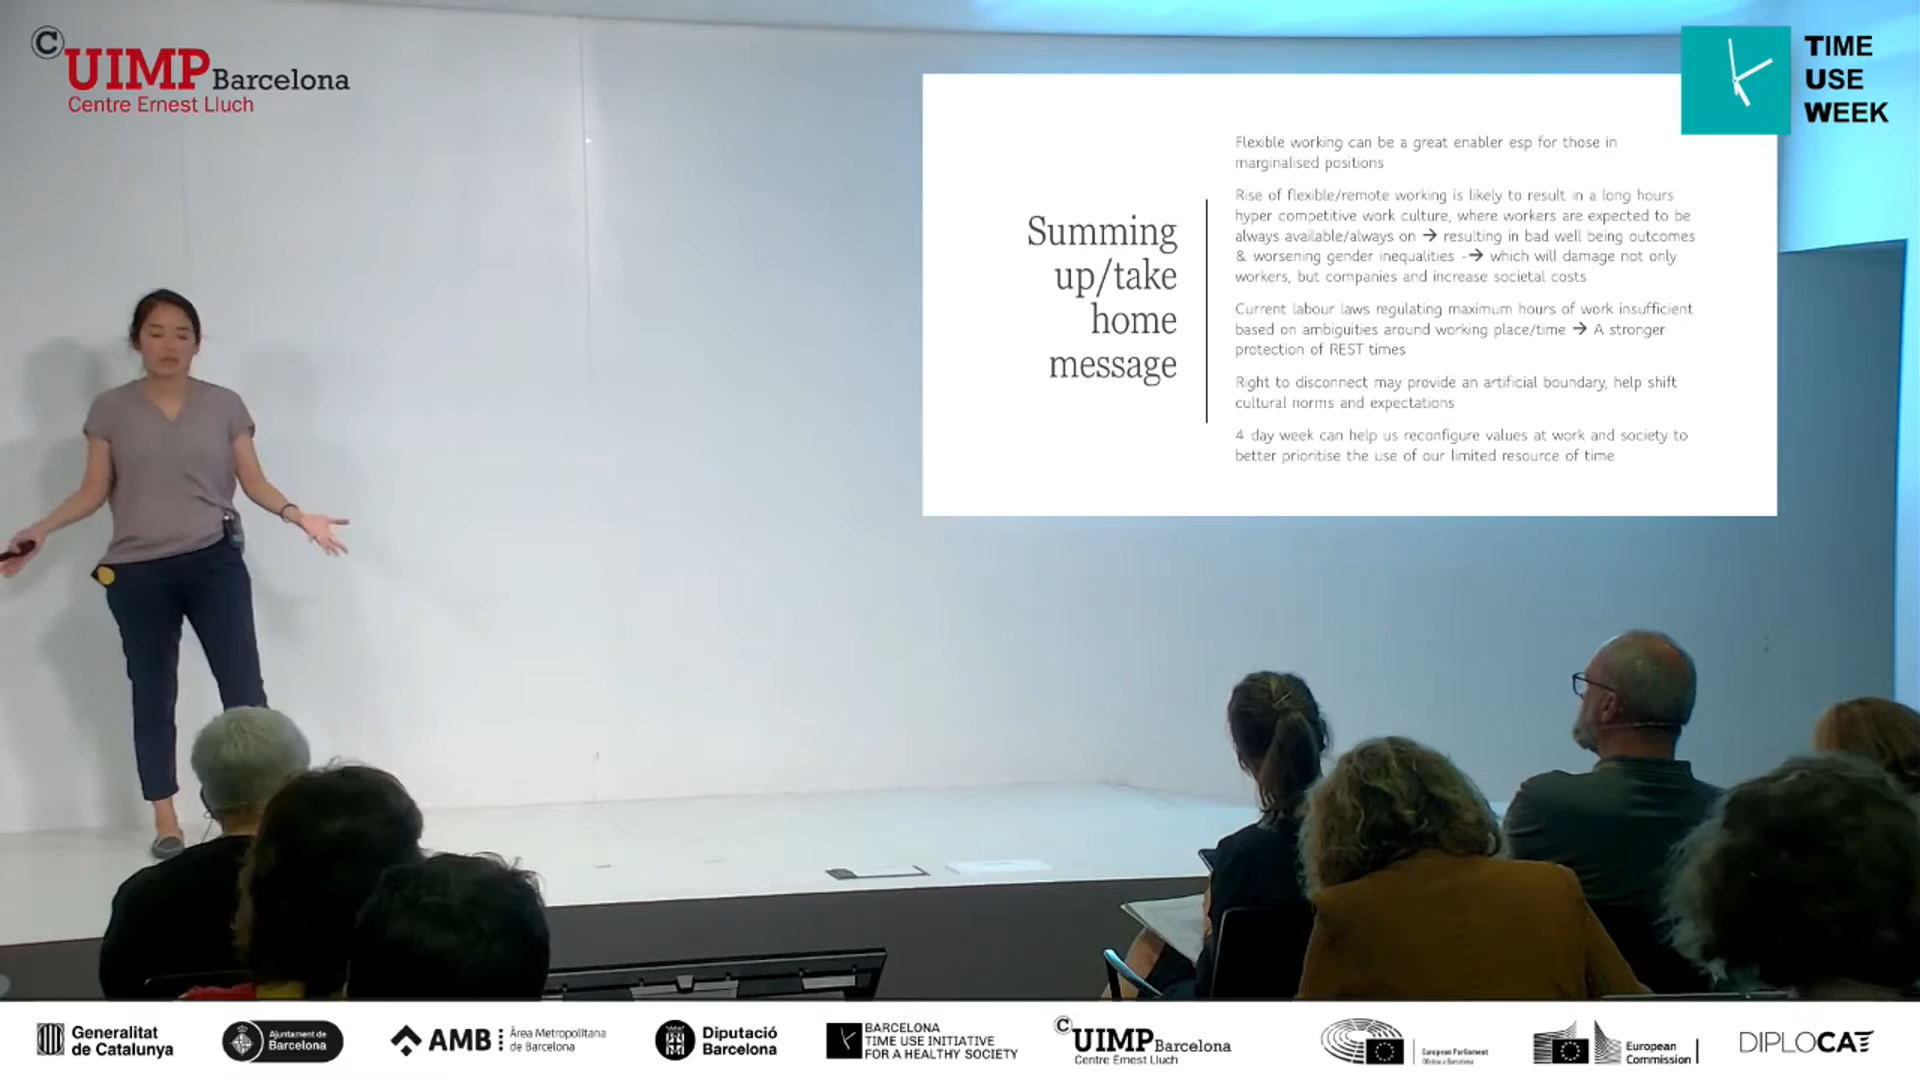 ©
UIMP Barcelona
Centre Ernest Lluch
TIME
USE
WEEK
Summing
up/take
home
message
Flexible working can be a great enabler esp for those in
marginalised positions
Rise of flexible/remote working is likely to result in a long hours
hyper competitive work culture, where workers are expected to be
always available/always on → resulting in bad well being outcomes
& worsening gender inequalities -→ which will damage not only
workers, but companies and increase societal costs
Current labour laws regulating maximum hours of work insufficient
based on ambiguities around working place/time → A stronger
protection of REST times
Right to disconnect may provide an artificial boundary, help shift
cultural norms and expectations
4 day week can help us reconfigure values at work and society to
better prioritise the use of our limited resource of time
Generalitat
de Catalunya
Ajuntament de
Barcelona
AMB
Àrea Metropolitana
de Barcelona
Diputació
Barcelona
BARCELONA
TIME USE INITIATIVE
FOR A HEALTHY SOCIETY
©
UIMP Barcelona
Centre Ernest Lluch
European Parliament
Oficina a Barcelona
European
Commission
DIPLOCAT